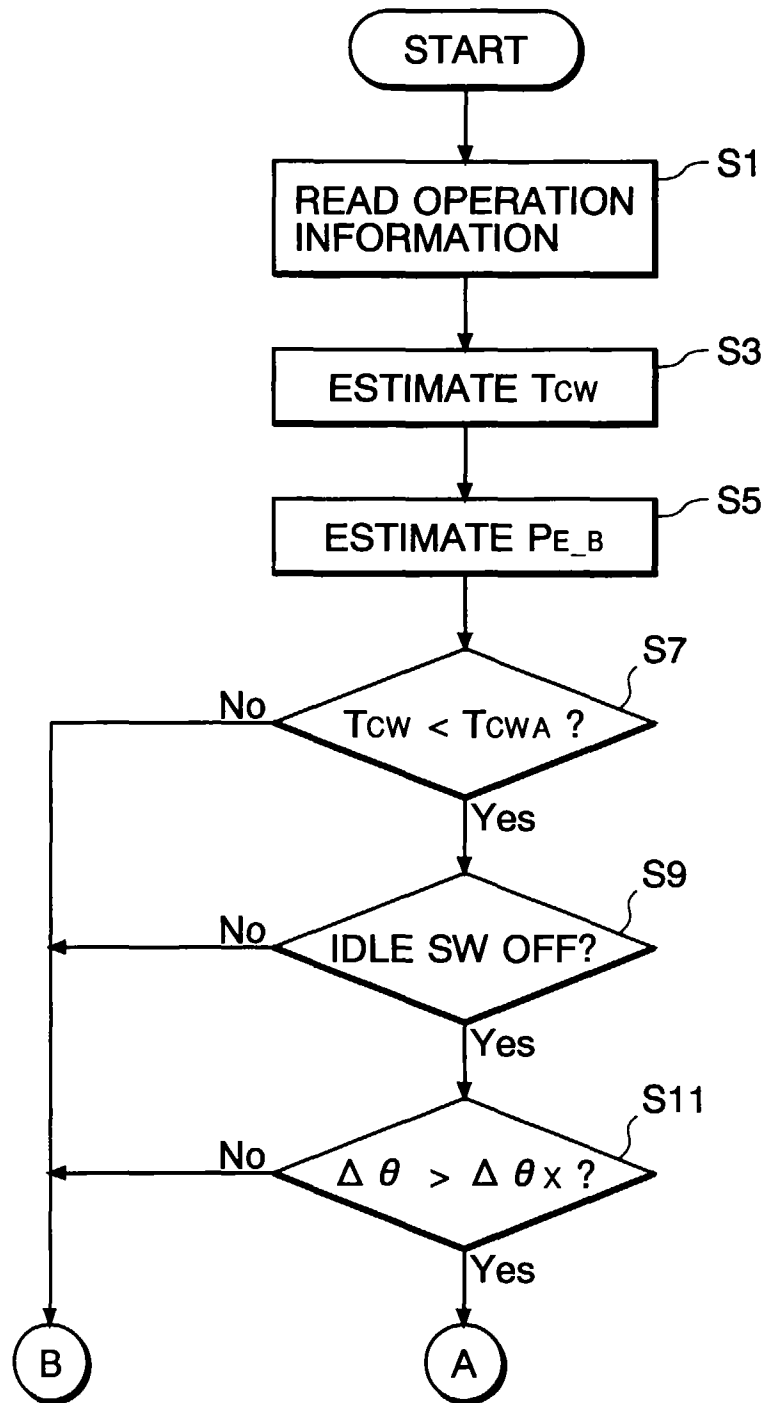 START
S1
READ OPERATION
INFORMATION
S3
ESTIMATE TCW
S5
ESTIMATE PE_B
S7
No
TCW < TCWA ?
Yes
S9
No
IDLE SW OFF?
Yes
S11
No
Δ θ > Δ θ X ?
Yes
B
A